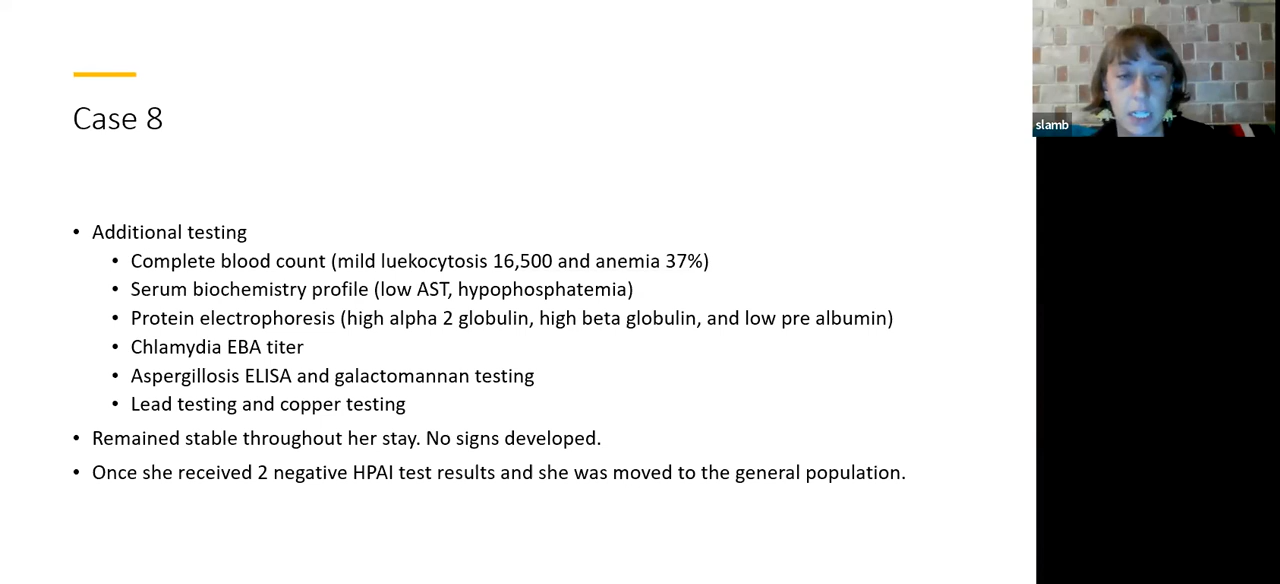 Case 8
• Additional testing
• Complete blood count (mild luekocytosis 16,500 and anemia 37%)
• Serum biochemistry profile (low AST, hypophosphatemia)
• Protein electrophoresis (high alpha 2 globulin, high beta globulin, and low pre albumin)
• Chlamydia EBA titer
• Aspergillosis ELISA and galactomannan testing
• Lead testing and copper testing
• Remained stable throughout her stay. No signs developed.
• Once she received 2 negative HPAI test results and she was moved to the general population.
slamb